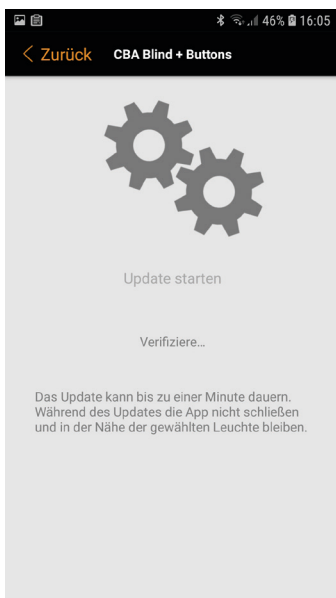 46% 16:05
Zurück CBA Blind + Buttons
Update starten
Verifiziere...
Das Update kann bis zu einer Minute dauern.
Während des Updates die App nicht schließen
und in der Nähe der gewählten Leuchte bleiben.